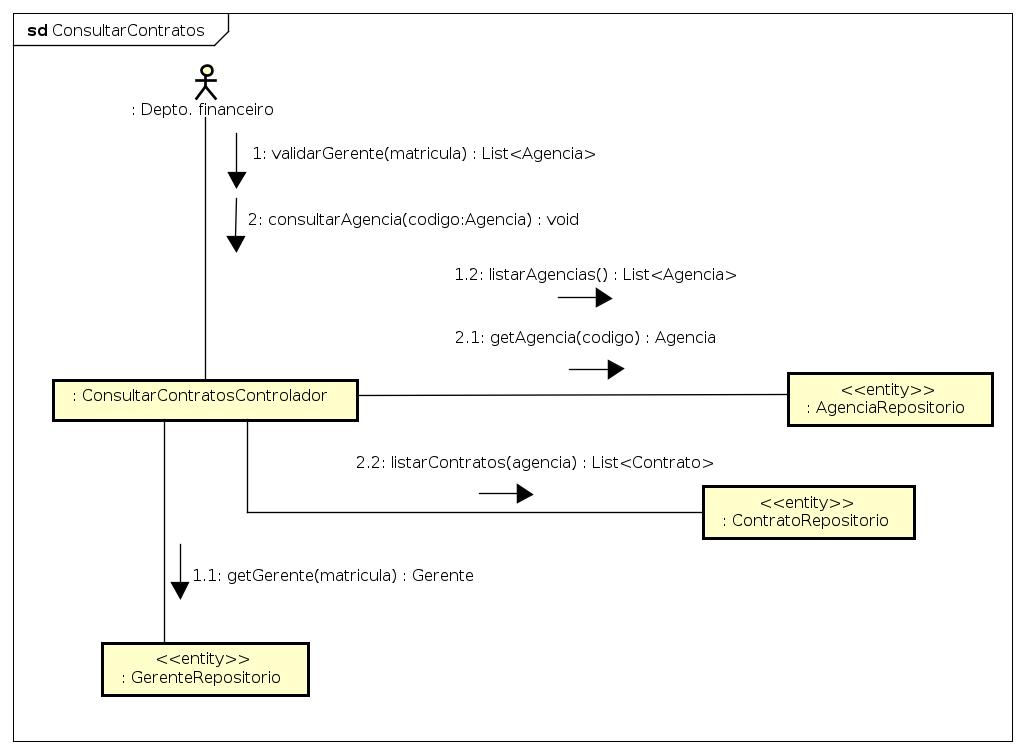 sd ConsultarContratos
: Depto. financeiro
1: validarGerente(matricula) : List<Agencia>
2: consultarAgencia(codigo:Agencia) : void
1.2: listarAgencias() : List<Agencia>
2.1: getAgencia(codigo) : Agencia
: ConsultarContratosControlador
<<entity>>
: AgenciaRepositorio
2.2: listarContratos(agencia) : List<Contrato>
<<entity>>
: ContratoRepositorio
1.1: getGerente(matricula) : Gerente
<<entity>>
: GerenteRepositorio